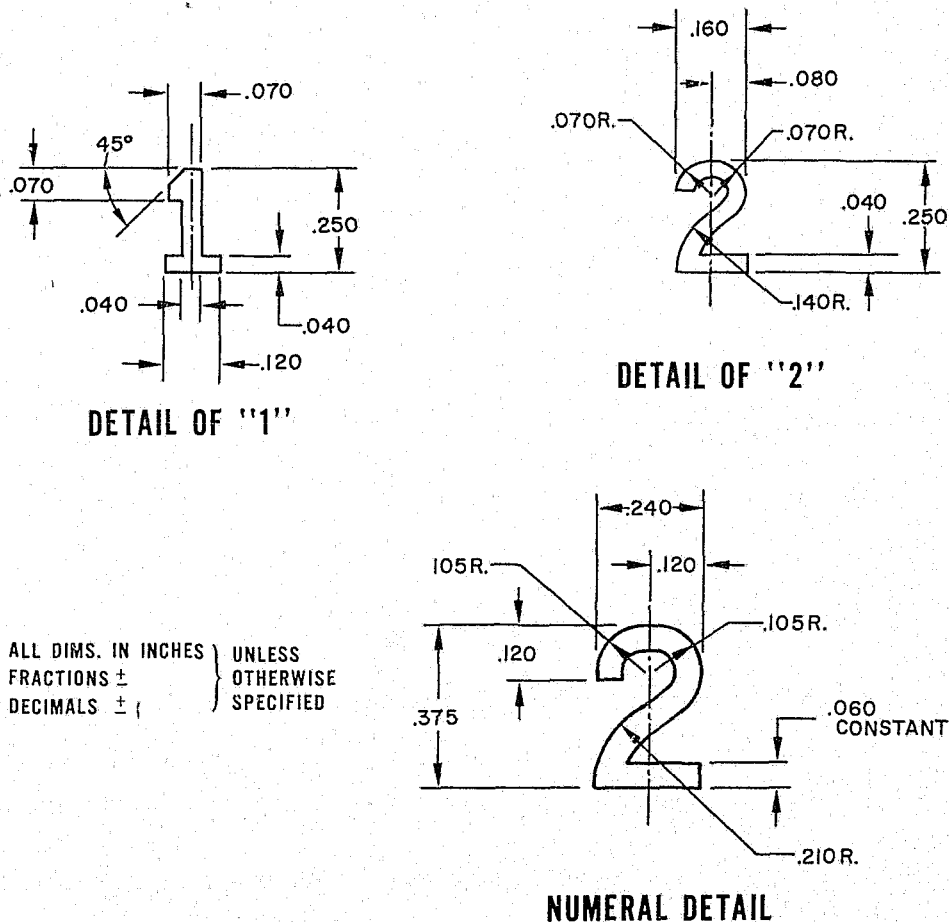 .070
45°
.070
.250
.040
.040
.120
DETAIL OF "1"
.160
.080
.070R.
.070R.
.040
.250
.140R.
DETAIL OF "2"
.240
.120
.105R.
.105R.
.120
.375
.060
CONSTANT
.210R.
NUMERAL DETAIL
ALL DIMS. IN INCHES } UNLESS
FRACTIONS ± } OTHERWISE
DECIMALS ± } SPECIFIED